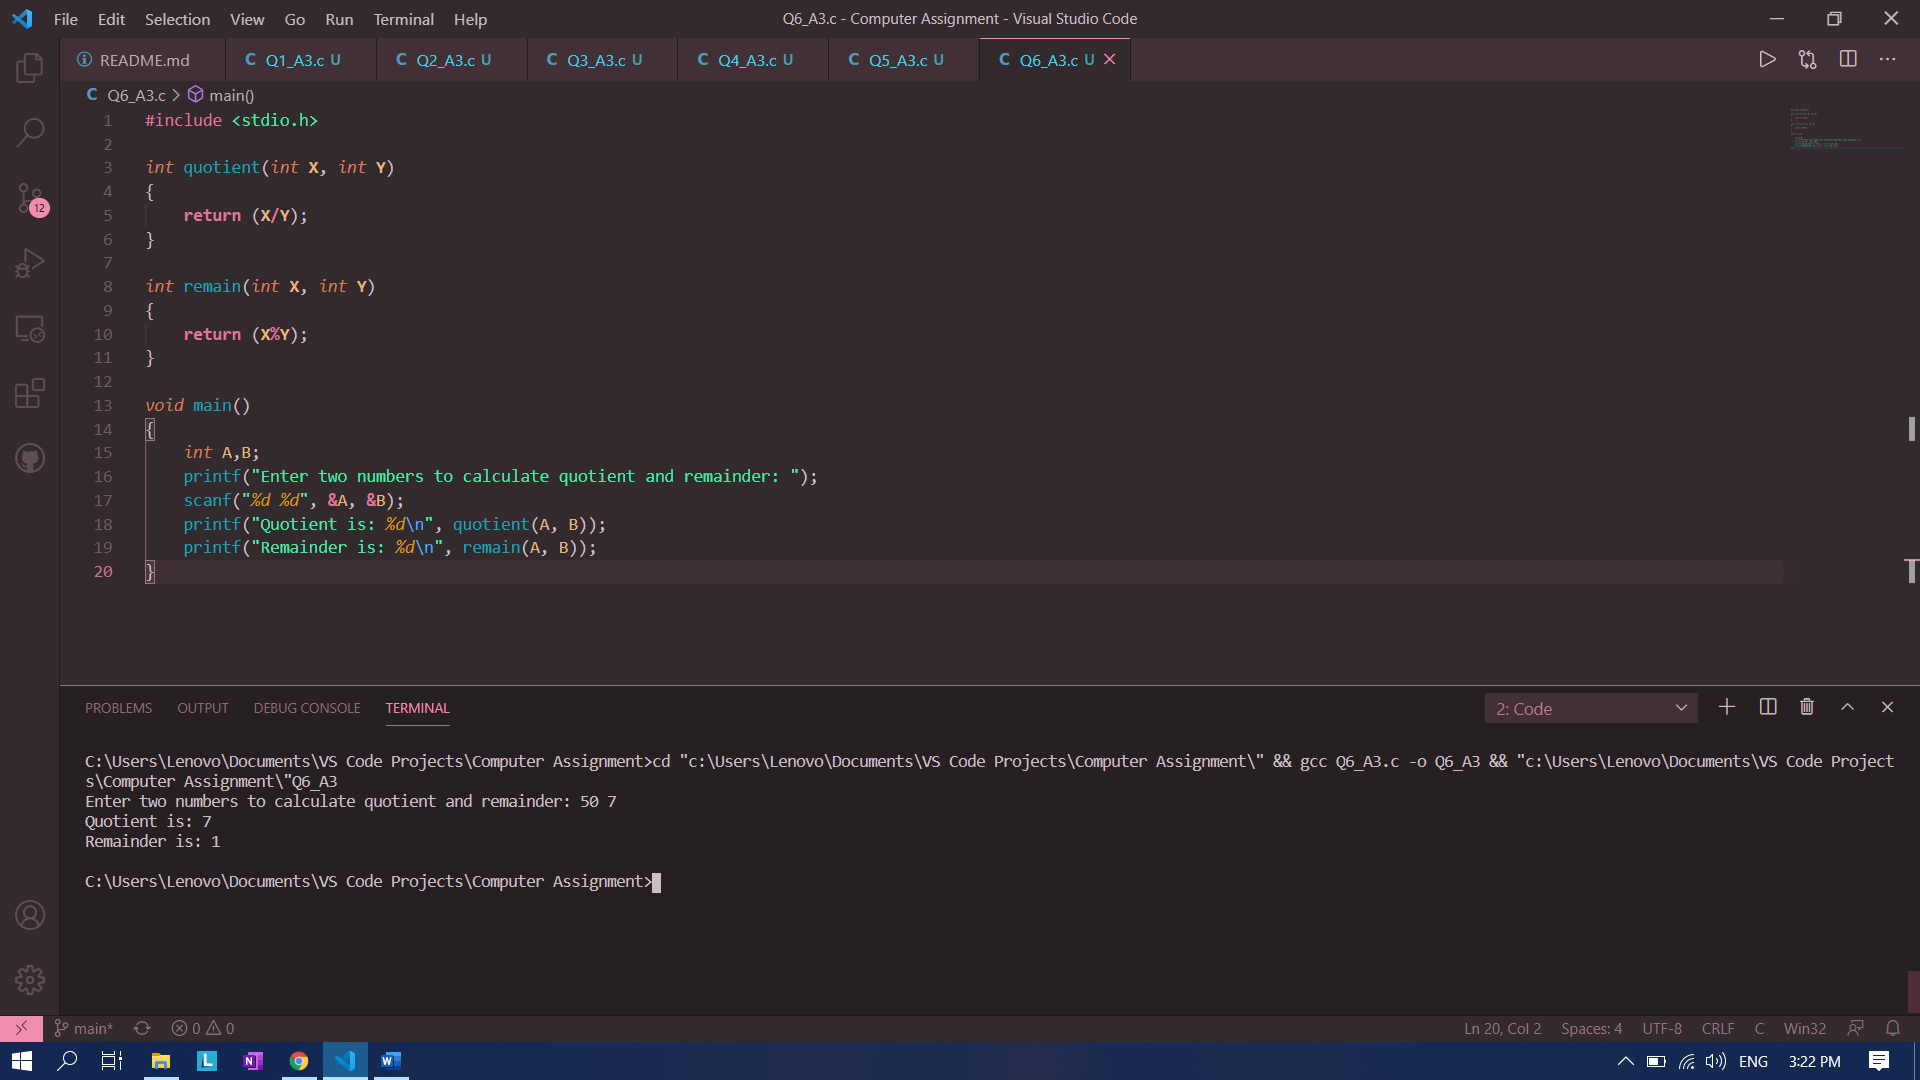 File Edit Selection View Go Run Terminal Help
Q6_A3.c - Computer Assignment - Visual Studio Code
README.md
C Q1_A3.c U
C Q2_A3.c U
C Q3_A3.c U
C Q4_A3.c U
C Q5_A3.c U
C Q6_A3.c U
C Q6_A3.c > main()
1 #include <stdio.h>
2
3 int quotient(int X, int Y)
4 {
5     return (X/Y);
6 }
7
8 int remain(int X, int Y)
9 {
10     return (X%Y);
11 }
12
13 void main()
14 {
15     int A,B;
16     printf("Enter two numbers to calculate quotient and remainder: ");
17     scanf("%d %d", &A, &B);
18     printf("Quotient is: %d\n", quotient(A, B));
19     printf("Remainder is: %d\n", remain(A, B));
20 }
12
PROBLEMS OUTPUT DEBUG CONSOLE TERMINAL
2: Code
C:\Users\Lenovo\Documents\VS Code Projects\Computer Assignment>cd "c:\Users\Lenovo\Documents\VS Code Projects\Computer Assignment\" && gcc Q6_A3.c -o Q6_A3 && "c:\Users\Lenovo\Documents\VS Code Project
s\Computer Assignment\"Q6_A3
Enter two numbers to calculate quotient and remainder: 50 7
Quotient is: 7
Remainder is: 1
C:\Users\Lenovo\Documents\VS Code Projects\Computer Assignment>
main* 0 0
Ln 20, Col 2 Spaces: 4 UTF-8 CRLF C Win32
L N W
ENG 3:22 PM